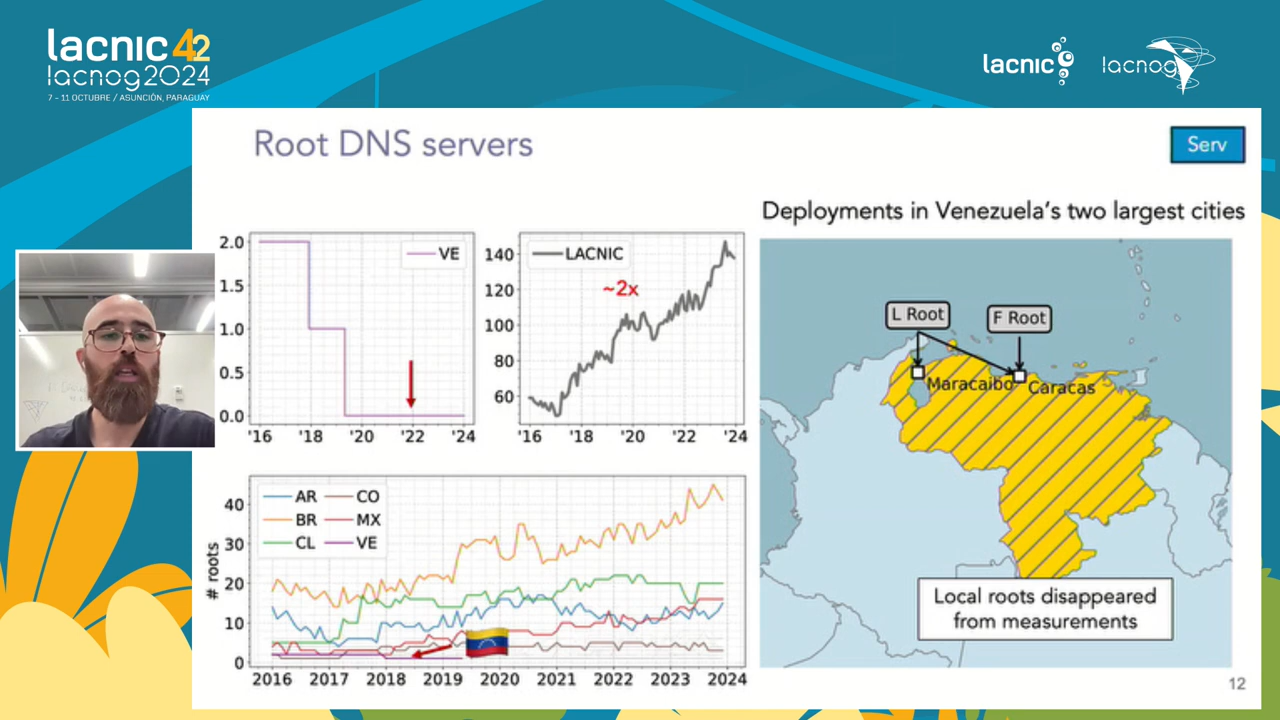 lacnic 42
lacnog2024
7 - 11 OCTUBRE / ASUNCIÓN, PARAGUAY
lacnic
lacnog
Root DNS servers
Serv
Deployments in Venezuela's two largest cities
2.0
1.5
1.0
0.5
0.0
VE
'16 '18 '20 '22 '24
140
120
100
80
60
LACNIC
~2x
'16 '18 '20 '22 '24
L Root
F Root
Maracaibo
Caracas
Local roots disappeared
from measurements
# roots
40
30
20
10
0
AR CO
BR MX
CL VE
2016 2017 2018 2019 2020 2021 2022 2023 2024
12